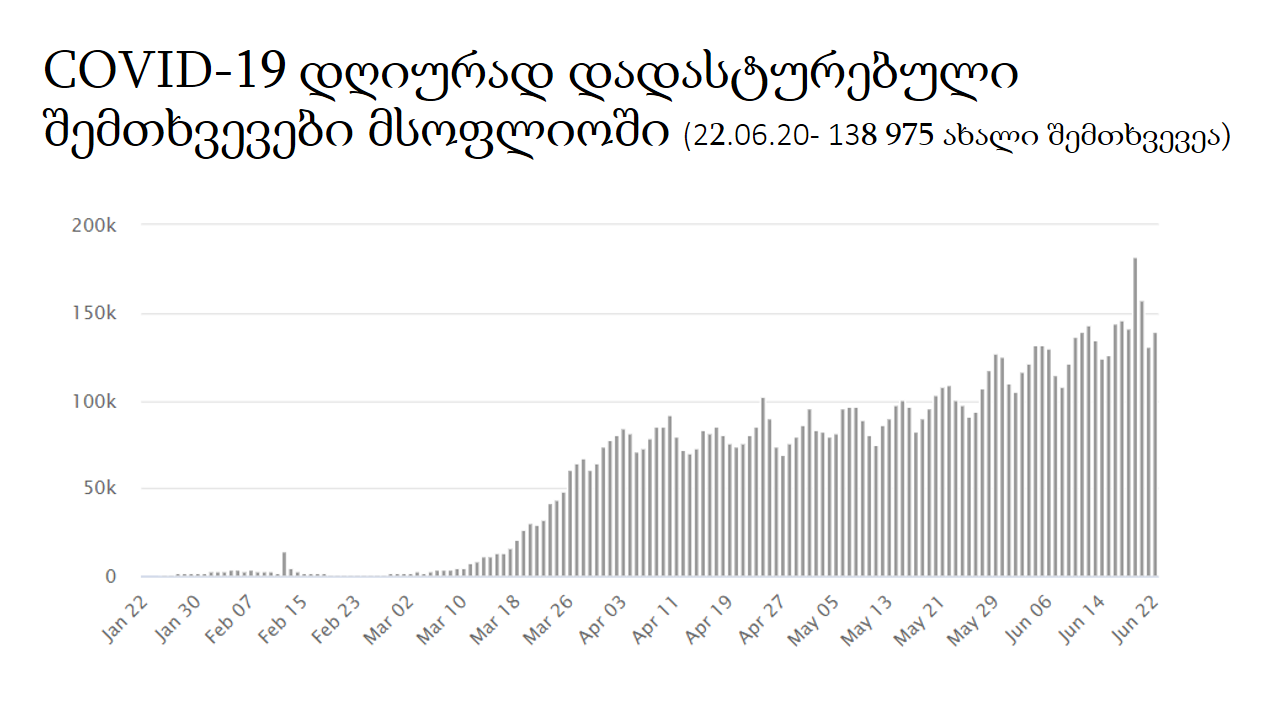 COVID-19 დღიურად დადასტურებული
შემთხვევები მსოფლიოში (22.06.20- 138 975 ახალი შემთხვევეა)
200k
150k
100k
50k
0
Jan 22
Jan 30
Feb 07
Feb 15
Feb 23
Mar 02
Mar 10
Mar 18
Mar 26
Apr 03
Apr 11
Apr 19
Apr 27
May 05
May 13
May 21
May 29
Jun 06
Jun 14
Jun 22